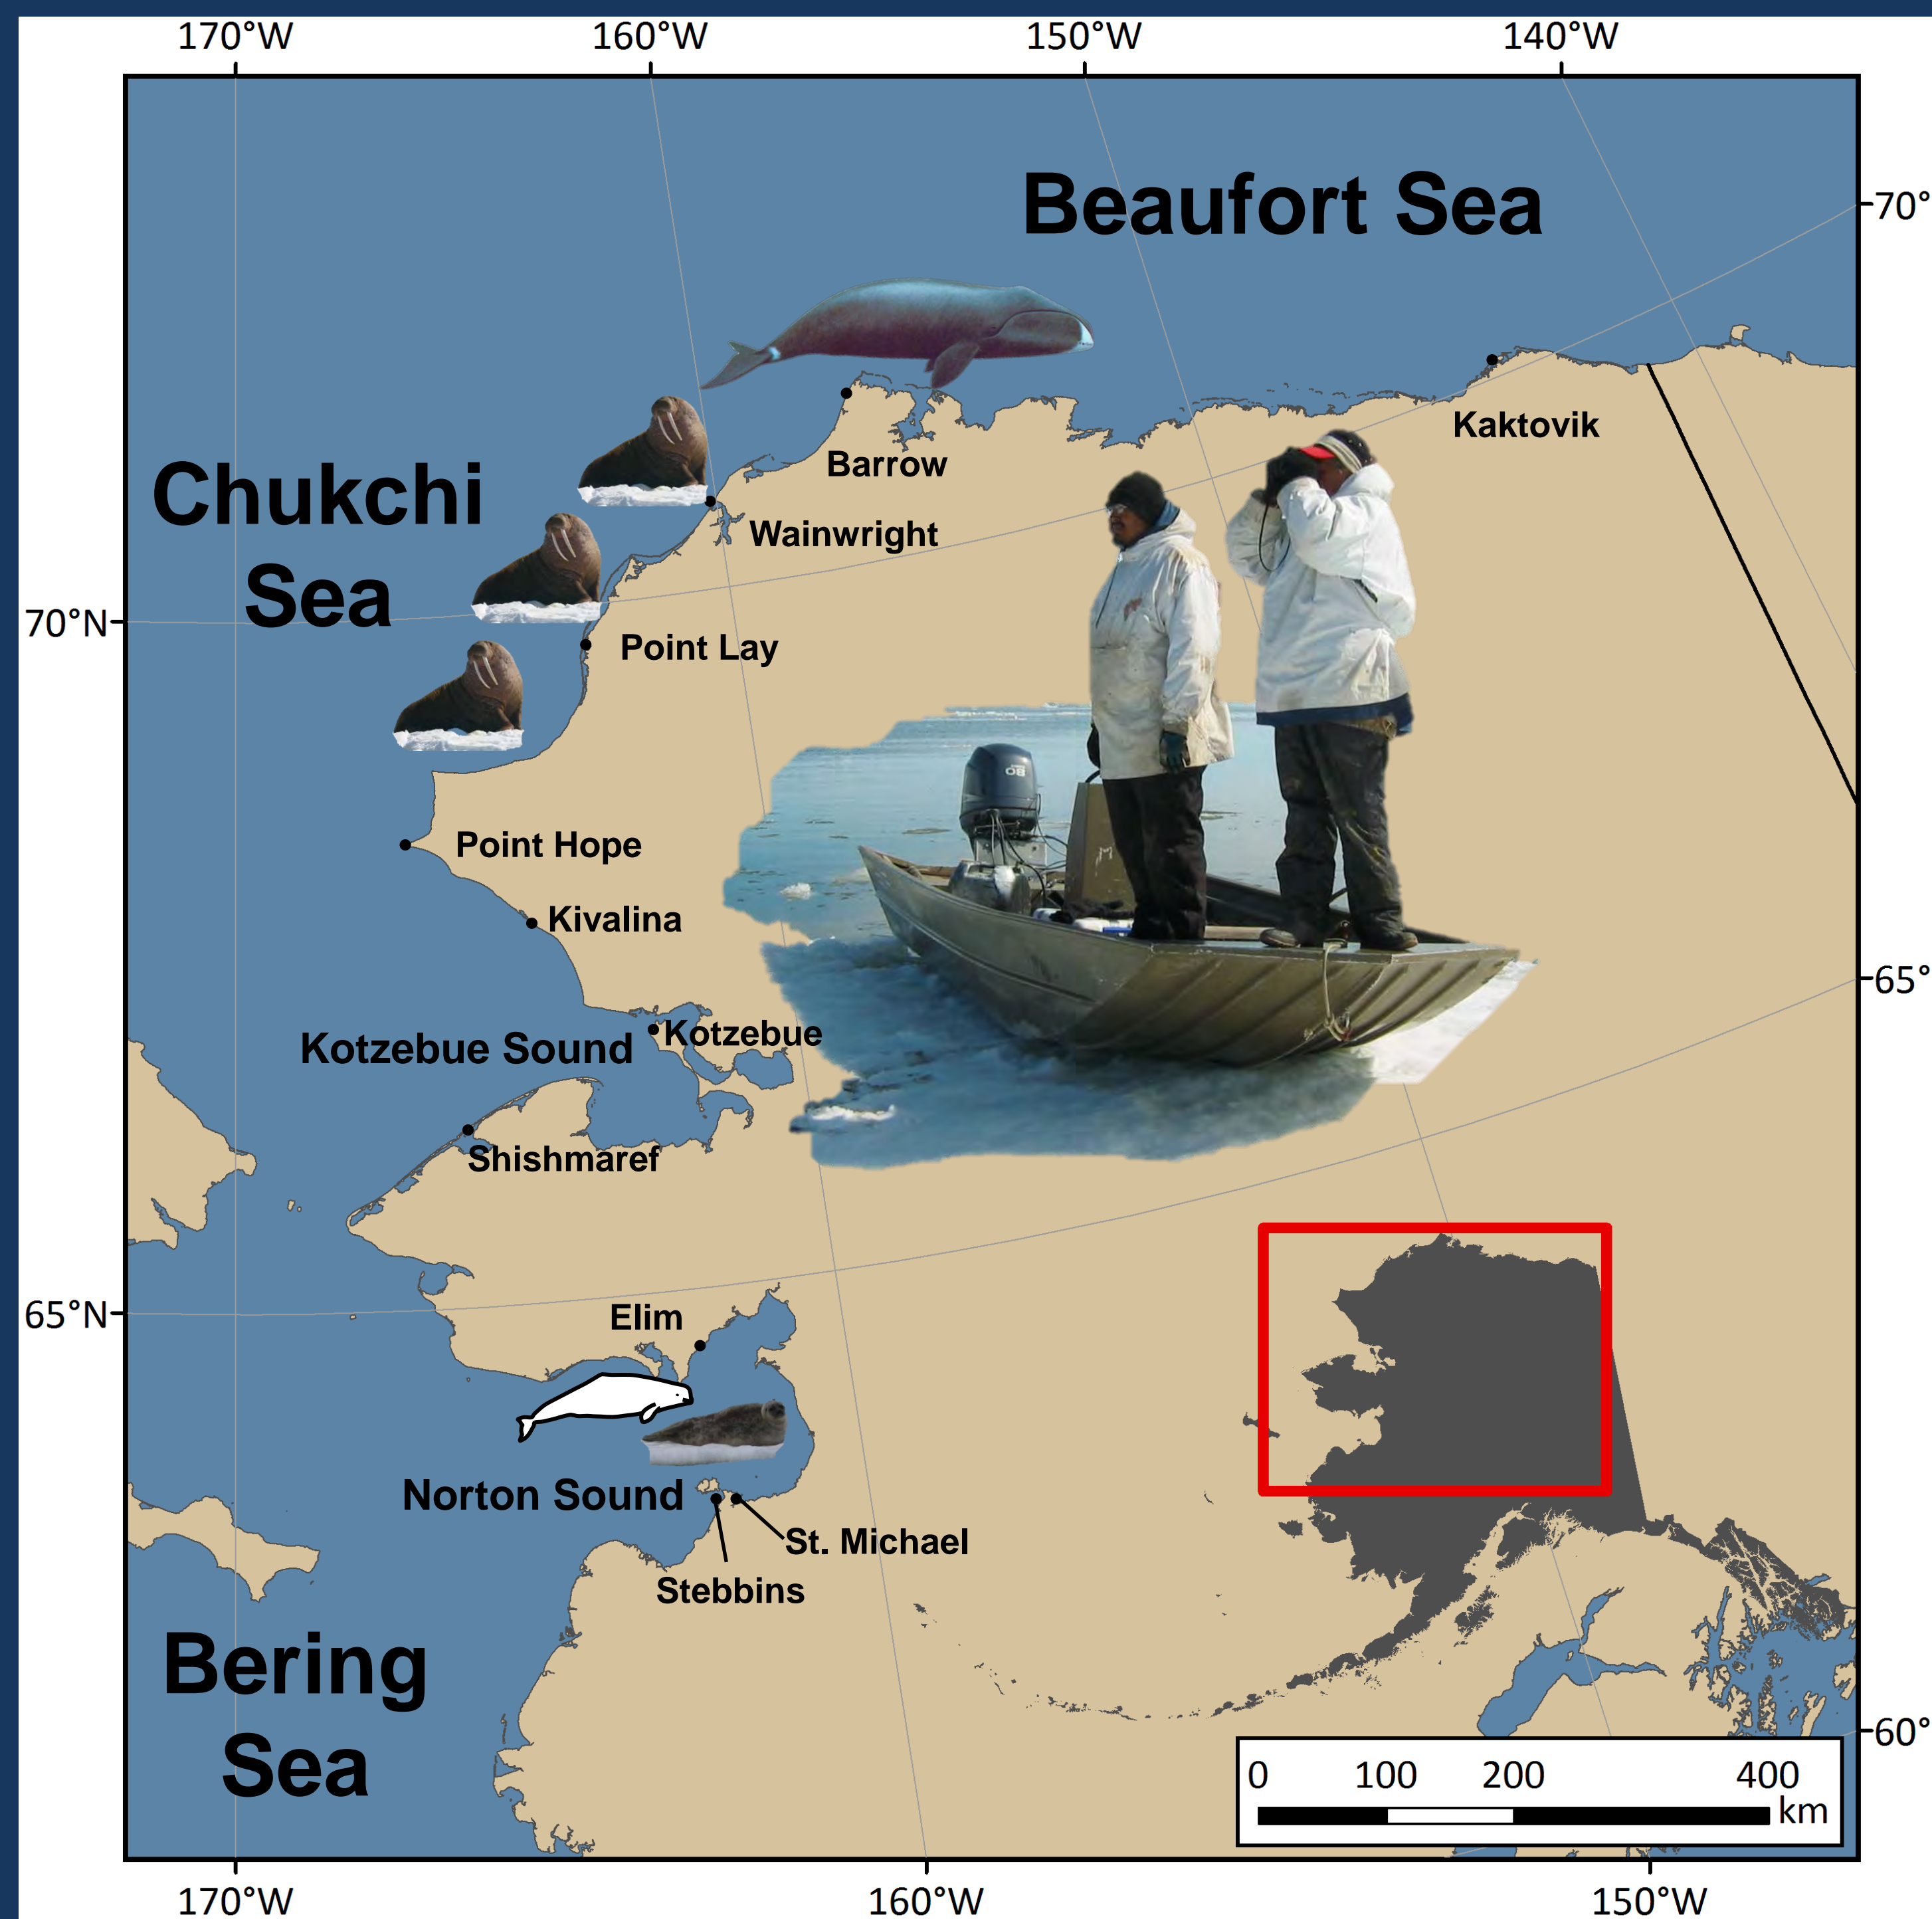 170°W 160°W 150°W 140°W
Beaufort Sea
70°
Kaktovik
Barrow
Chukchi
Sea
Wainwright
70°N
Point Lay
Point Hope
Kivalina
65°
Kotzebue Sound
Kotzebue
Shishmaref
65°N
Elim
Norton Sound
St. Michael
Stebbins
Bering
Sea
60°
0 100 200 400
km
170°W 160°W 150°W